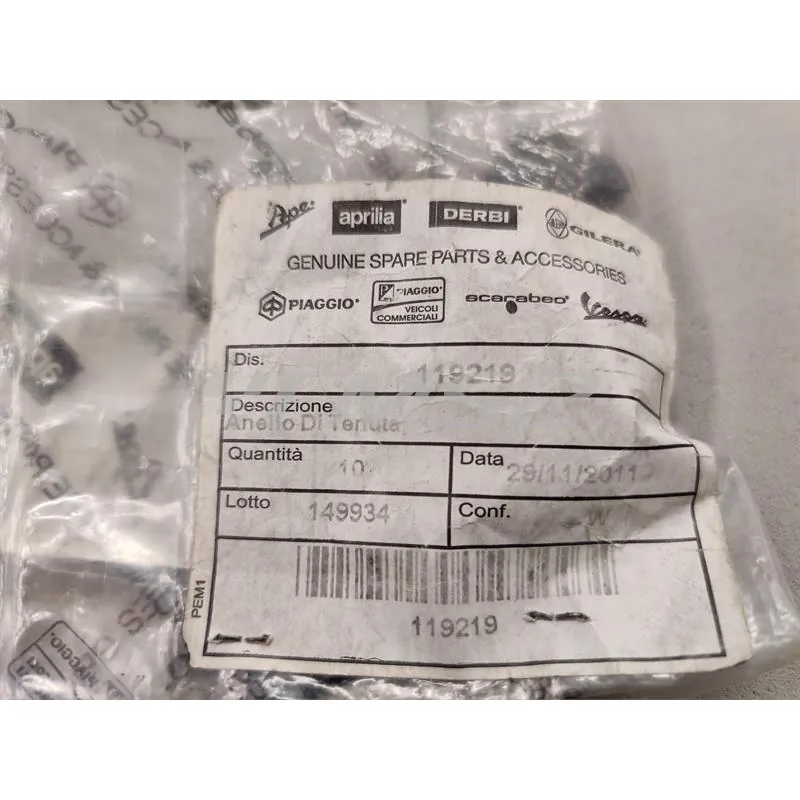 Ape.
aprilia
DERBI
GILERA
GENUINE SPARE PARTS & ACCESSORIES
PIAGGIO
PIAGGIO
VEICOLI
COMMERCIALI
scarabeo
Vespa
Dis.
119219
Descrizione
Anello Di Tenuta
Quantità
10
Data
29/11/2011
Lotto
149934
Conf.
W
PEM1
119219